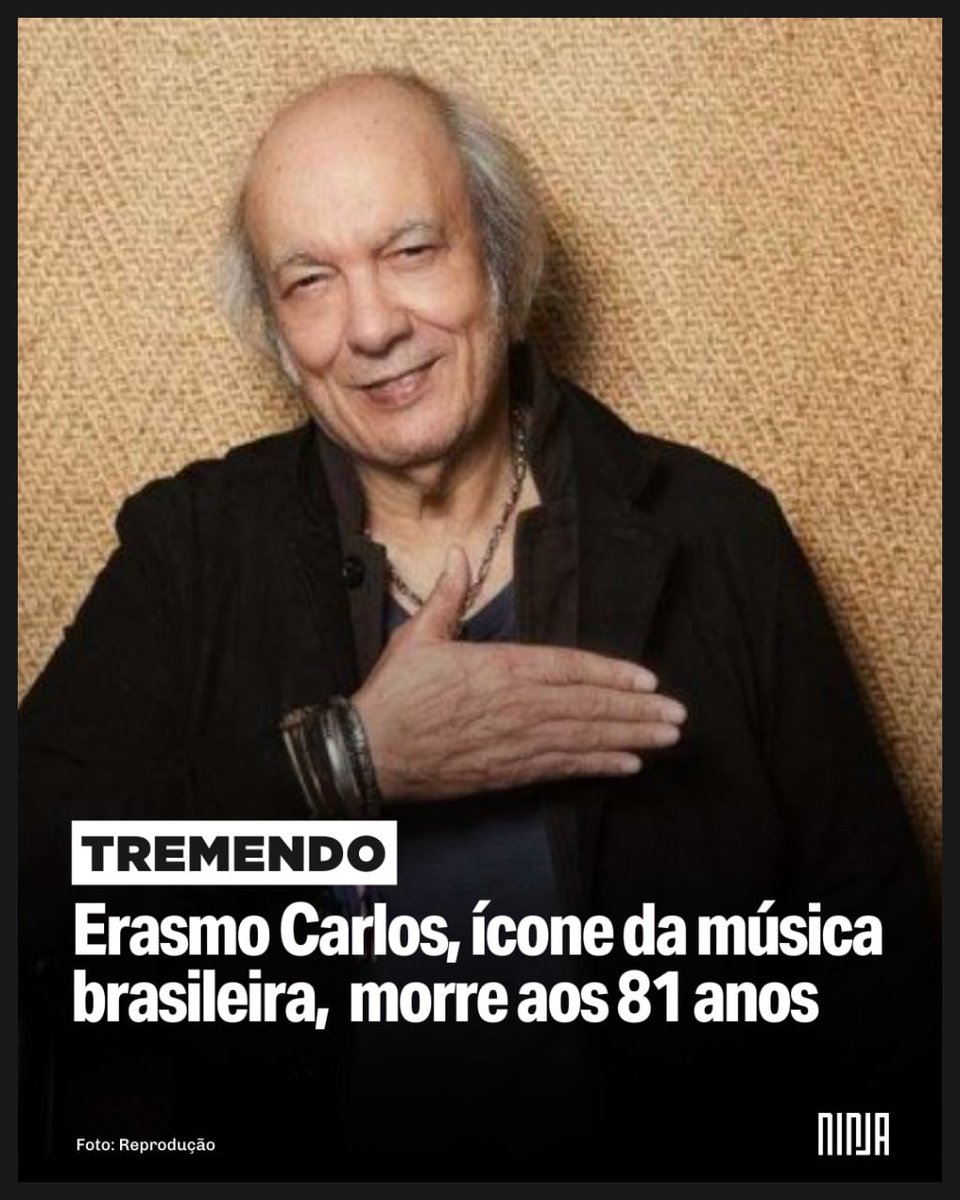 TREMENDO
Erasmo Carlos, ícone da música
brasileira, morre aos 81 anos
Foto: Reprodução
NINJA